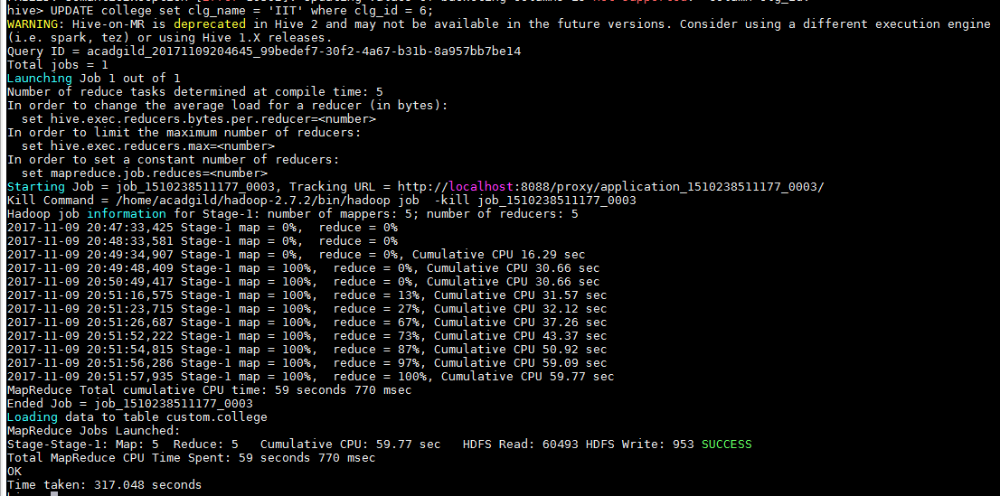 hive> UPDATE college set clg_name = 'IIT' where clg_id = 6;
WARNING: Hive-on-MR is deprecated in Hive 2 and may not be available in the future versions. Consider using a different execution engine
(i.e. spark, tez) or using Hive 1.X releases.
Query ID = acadgild_20171109204645_99bedef7-30f2-4a67-b31b-8a957bb7be14
Total jobs = 1
Launching Job 1 out of 1
Number of reduce tasks determined at compile time: 5
In order to change the average load for a reducer (in bytes):
  set hive.exec.reducers.bytes.per.reducer=<number>
In order to limit the maximum number of reducers:
  set hive.exec.reducers.max=<number>
In order to set a constant number of reducers:
  set mapreduce.job.reduces=<number>
Starting Job = job_1510238511177_0003, Tracking URL = http://localhost:8088/proxy/application_1510238511177_0003/
Kill Command = /home/acadgild/hadoop-2.7.2/bin/hadoop job  -kill job_1510238511177_0003
Hadoop job information for Stage-1: number of mappers: 5; number of reducers: 5
2017-11-09 20:47:33,425 Stage-1 map = 0%,  reduce = 0%
2017-11-09 20:48:33,581 Stage-1 map = 0%,  reduce = 0%
2017-11-09 20:49:34,907 Stage-1 map = 0%,  reduce = 0%, Cumulative CPU 16.29 sec
2017-11-09 20:49:48,409 Stage-1 map = 100%,  reduce = 0%, Cumulative CPU 30.66 sec
2017-11-09 20:50:49,417 Stage-1 map = 100%,  reduce = 0%, Cumulative CPU 30.66 sec
2017-11-09 20:51:16,575 Stage-1 map = 100%,  reduce = 13%, Cumulative CPU 31.57 sec
2017-11-09 20:51:23,715 Stage-1 map = 100%,  reduce = 27%, Cumulative CPU 32.12 sec
2017-11-09 20:51:26,687 Stage-1 map = 100%,  reduce = 67%, Cumulative CPU 37.26 sec
2017-11-09 20:51:52,222 Stage-1 map = 100%,  reduce = 73%, Cumulative CPU 43.37 sec
2017-11-09 20:51:54,815 Stage-1 map = 100%,  reduce = 87%, Cumulative CPU 50.92 sec
2017-11-09 20:51:56,286 Stage-1 map = 100%,  reduce = 97%, Cumulative CPU 59.09 sec
2017-11-09 20:51:57,935 Stage-1 map = 100%,  reduce = 100%, Cumulative CPU 59.77 sec
MapReduce Total cumulative CPU time: 59 seconds 770 msec
Ended Job = job_1510238511177_0003
Loading data to table custom.college
MapReduce Jobs Launched:
Stage-Stage-1: Map: 5  Reduce: 5   Cumulative CPU: 59.77 sec   HDFS Read: 60493 HDFS Write: 953 SUCCESS
Total MapReduce CPU Time Spent: 59 seconds 770 msec
OK
Time taken: 317.048 seconds